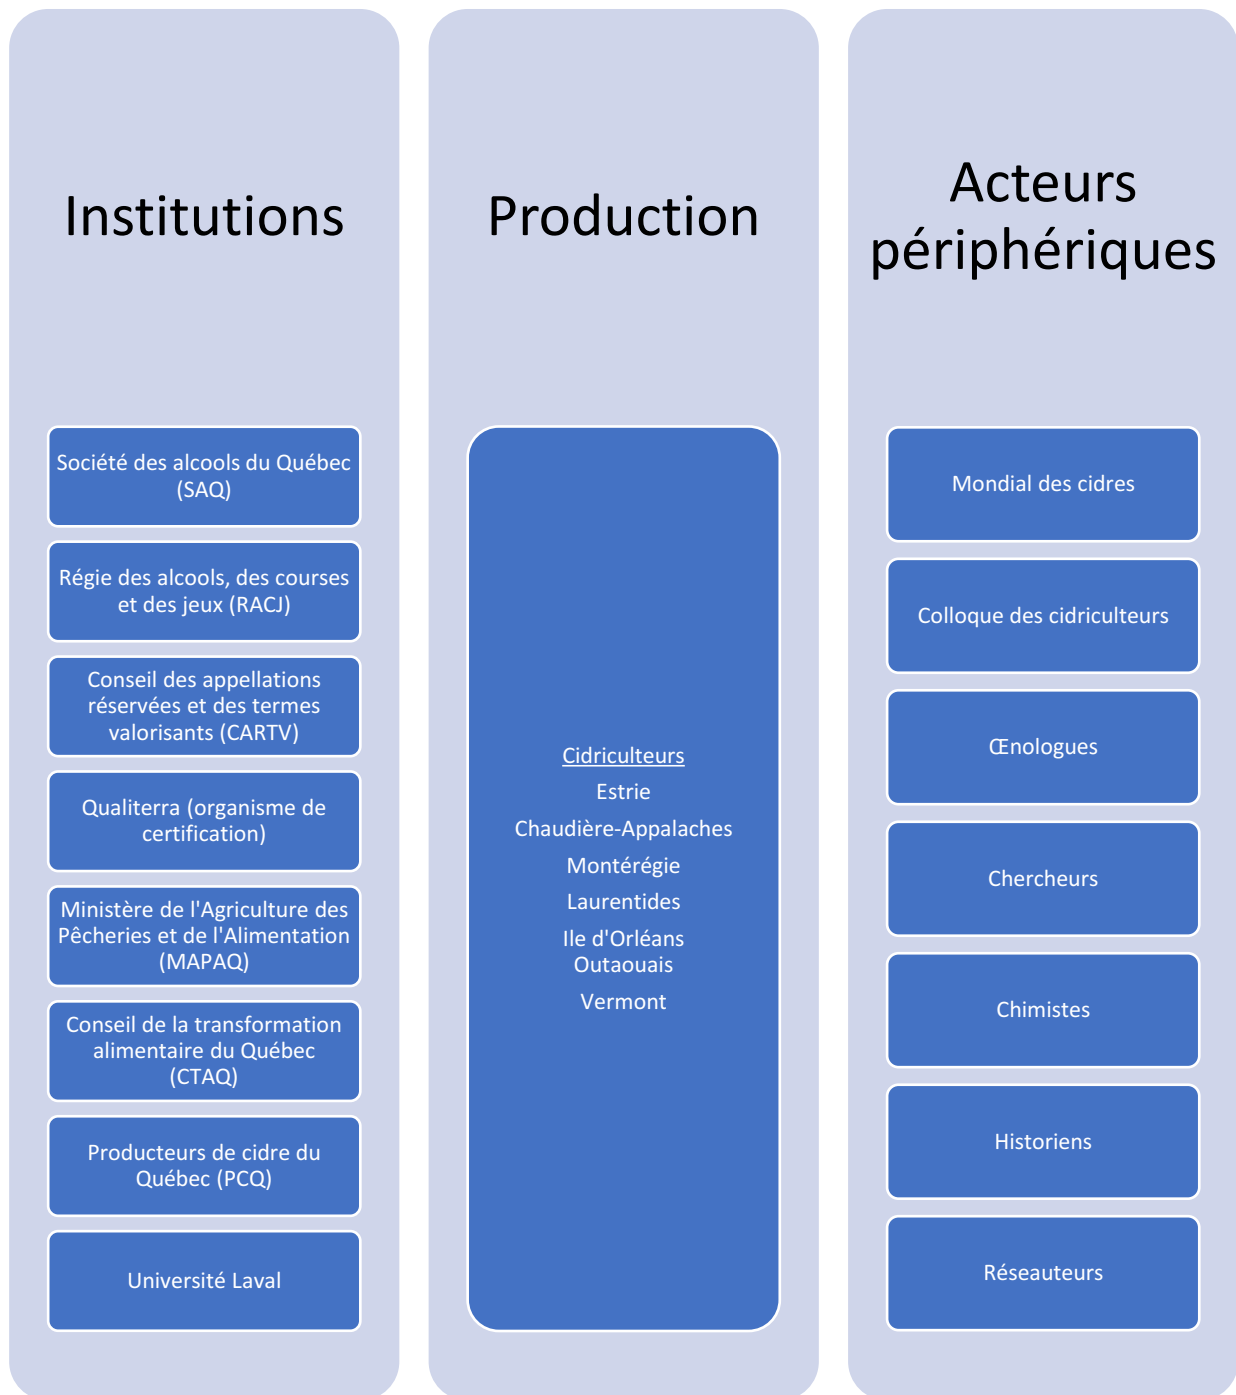 Institutions
Société des alcools du Québec
(SAQ)
Régie des alcools, des courses
et des jeux (RACJ)
Conseil des appellations
réservées et des termes
valorisants (CARTV)
Qualiterra (organisme de
certification)
Ministère de l'Agriculture des
Pêcheries et de l'Alimentation
(MAPAQ)
Conseil de la transformation
alimentaire du Québec
(CTAQ)
Producteurs de cidre du
Québec (PCQ)
Université Laval
Production
Cidriculteurs
Estrie
Chaudière-Appalaches
Montérégie
Laurentides
Ile d'Orléans
Outaouais
Vermont
Acteurs
périphériques
Mondial des cidres
Colloque des cidriculteurs
Œnologues
Chercheurs
Chimistes
Historiens
Réseauteurs